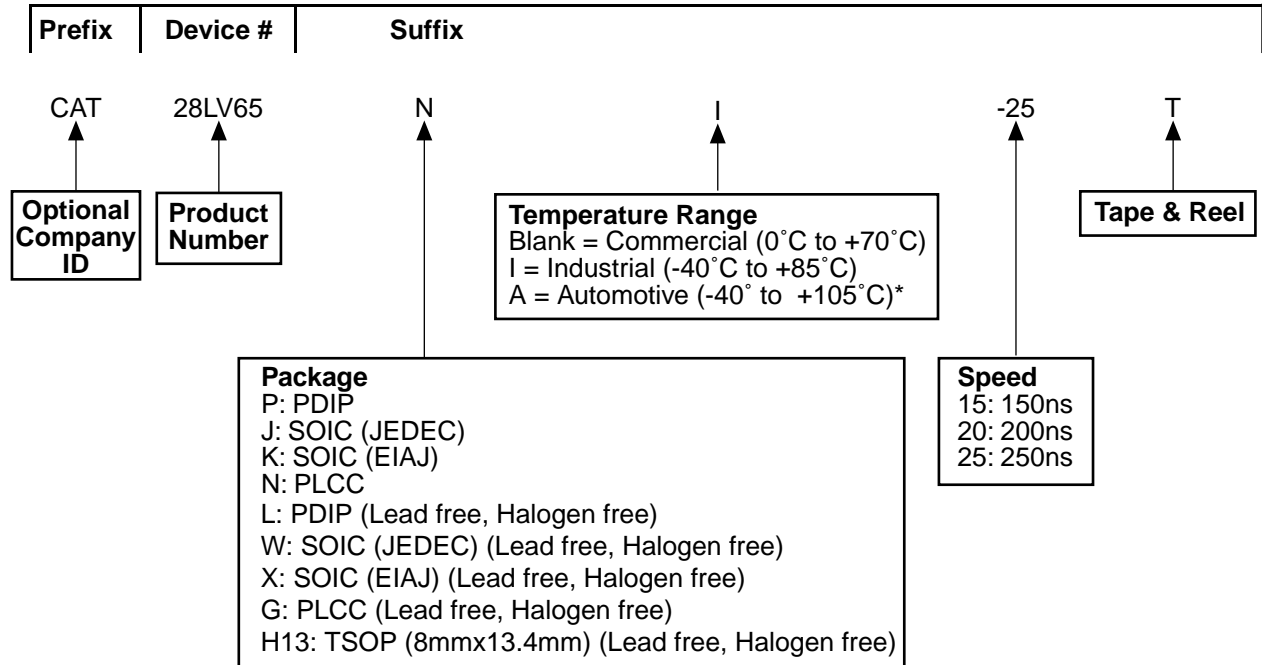 Prefix Device # Suffix
CAT 28LV65 N I -25 T
Optional
Company
ID
Product
Number
Temperature Range
Blank = Commercial (0˚C to +70˚C)
I = Industrial (-40˚C to +85˚C)
A = Automotive (-40˚ to +105˚C)*
Tape & Reel
Package
P: PDIP
J: SOIC (JEDEC)
K: SOIC (EIAJ)
N: PLCC
L: PDIP (Lead free, Halogen free)
W: SOIC (JEDEC) (Lead free, Halogen free)
X: SOIC (EIAJ) (Lead free, Halogen free)
G: PLCC (Lead free, Halogen free)
H13: TSOP (8mmx13.4mm) (Lead free, Halogen free)
Speed
15: 150ns
20: 200ns
25: 250ns